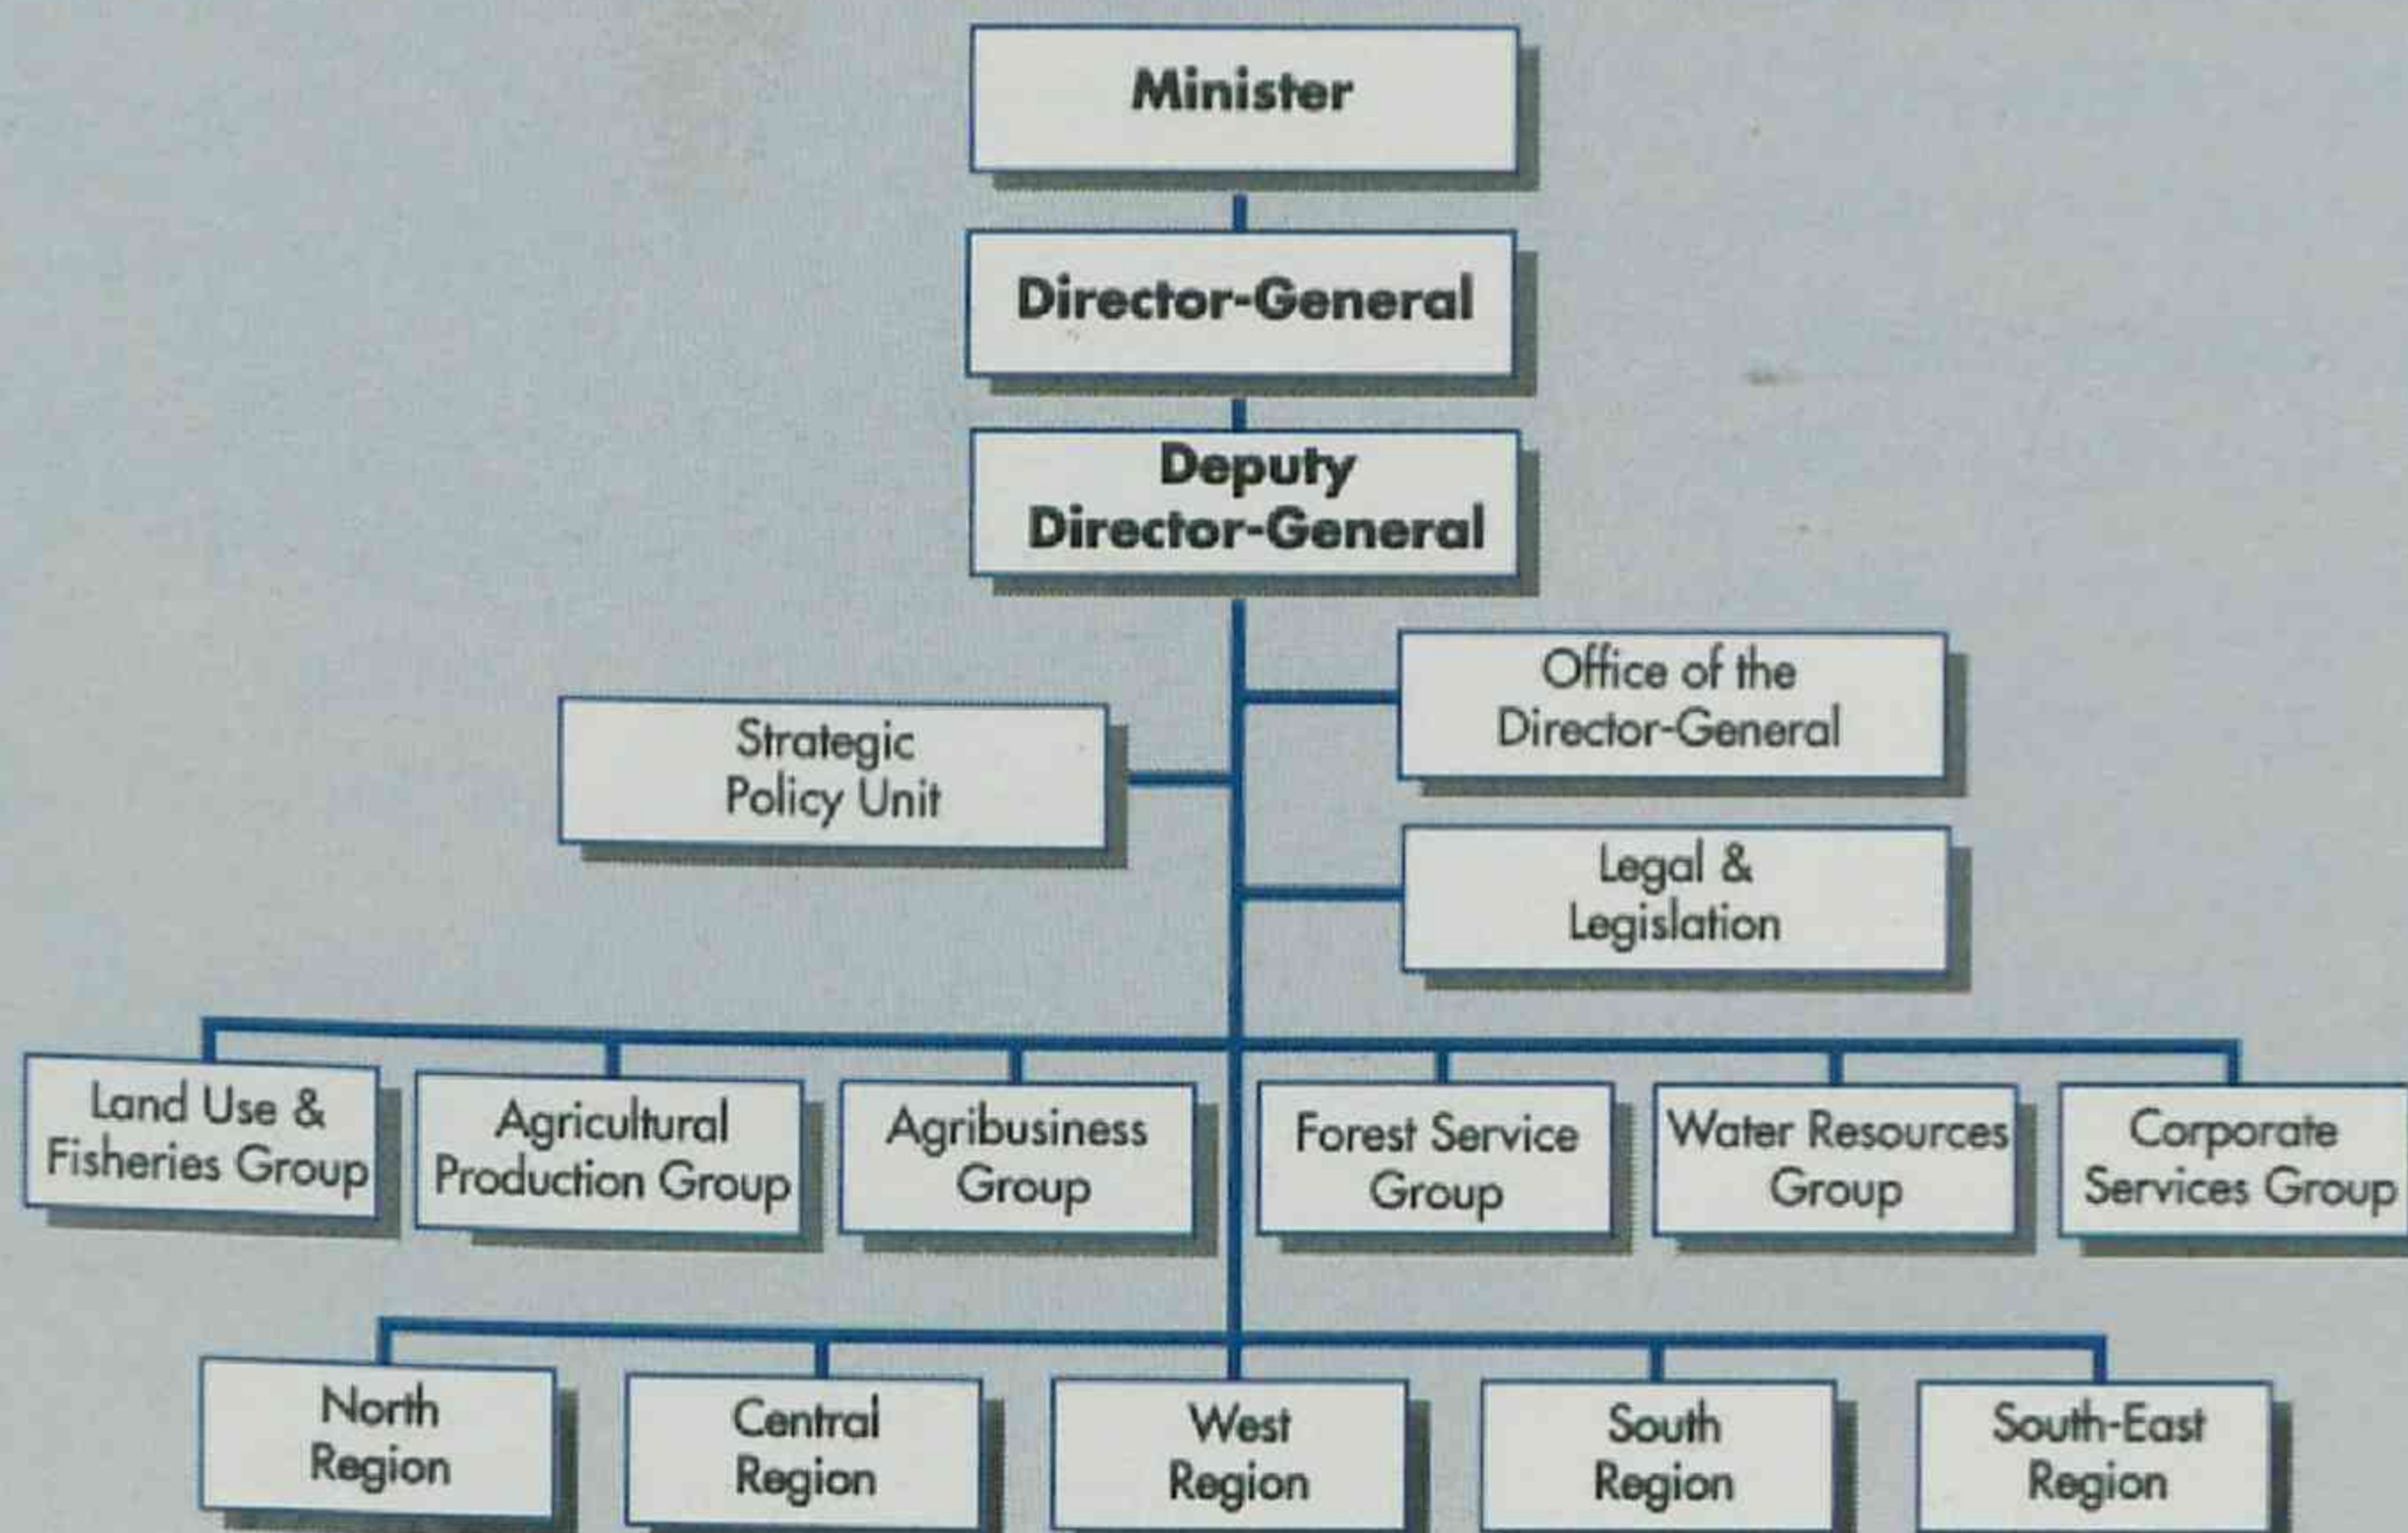 Minister
Director-General
Deputy
Director-General
Office of the
Director-General
Strategic
Policy Unit
Legal &
Legislation
Land Use &
Fisheries Group
Agricultural
Production Group
Agribusiness
Group
Forest Service
Group
Water Resources
Group
Corporate
Services Group
North
Region
Central
Region
West
Region
South
Region
South-East
Region